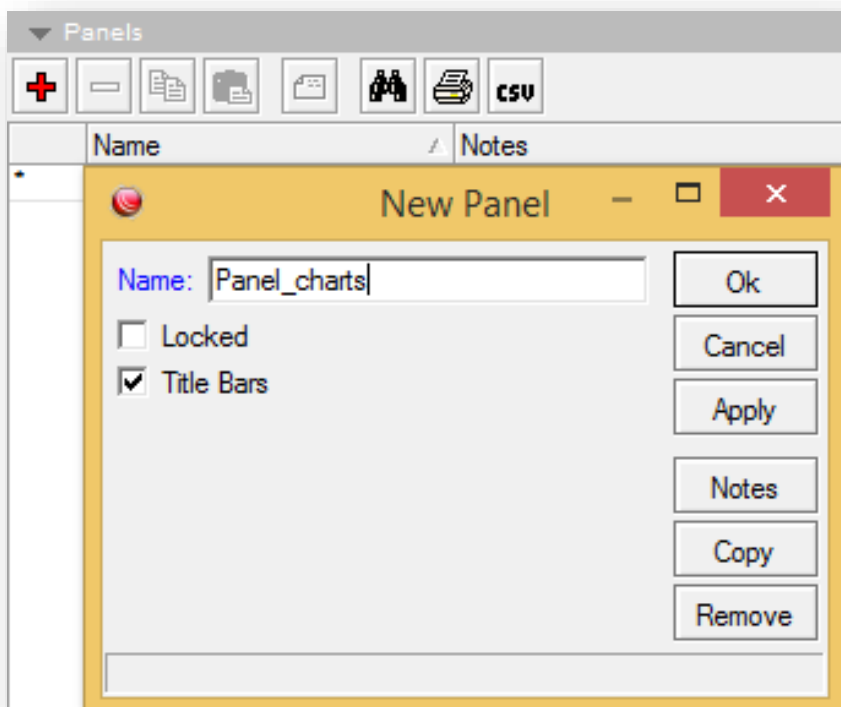 Panels
CSV
Name Notes
New Panel
Name: Panel_charts Ok
Locked
Cancel
Title Bars
Apply
Notes
Copy
Remove